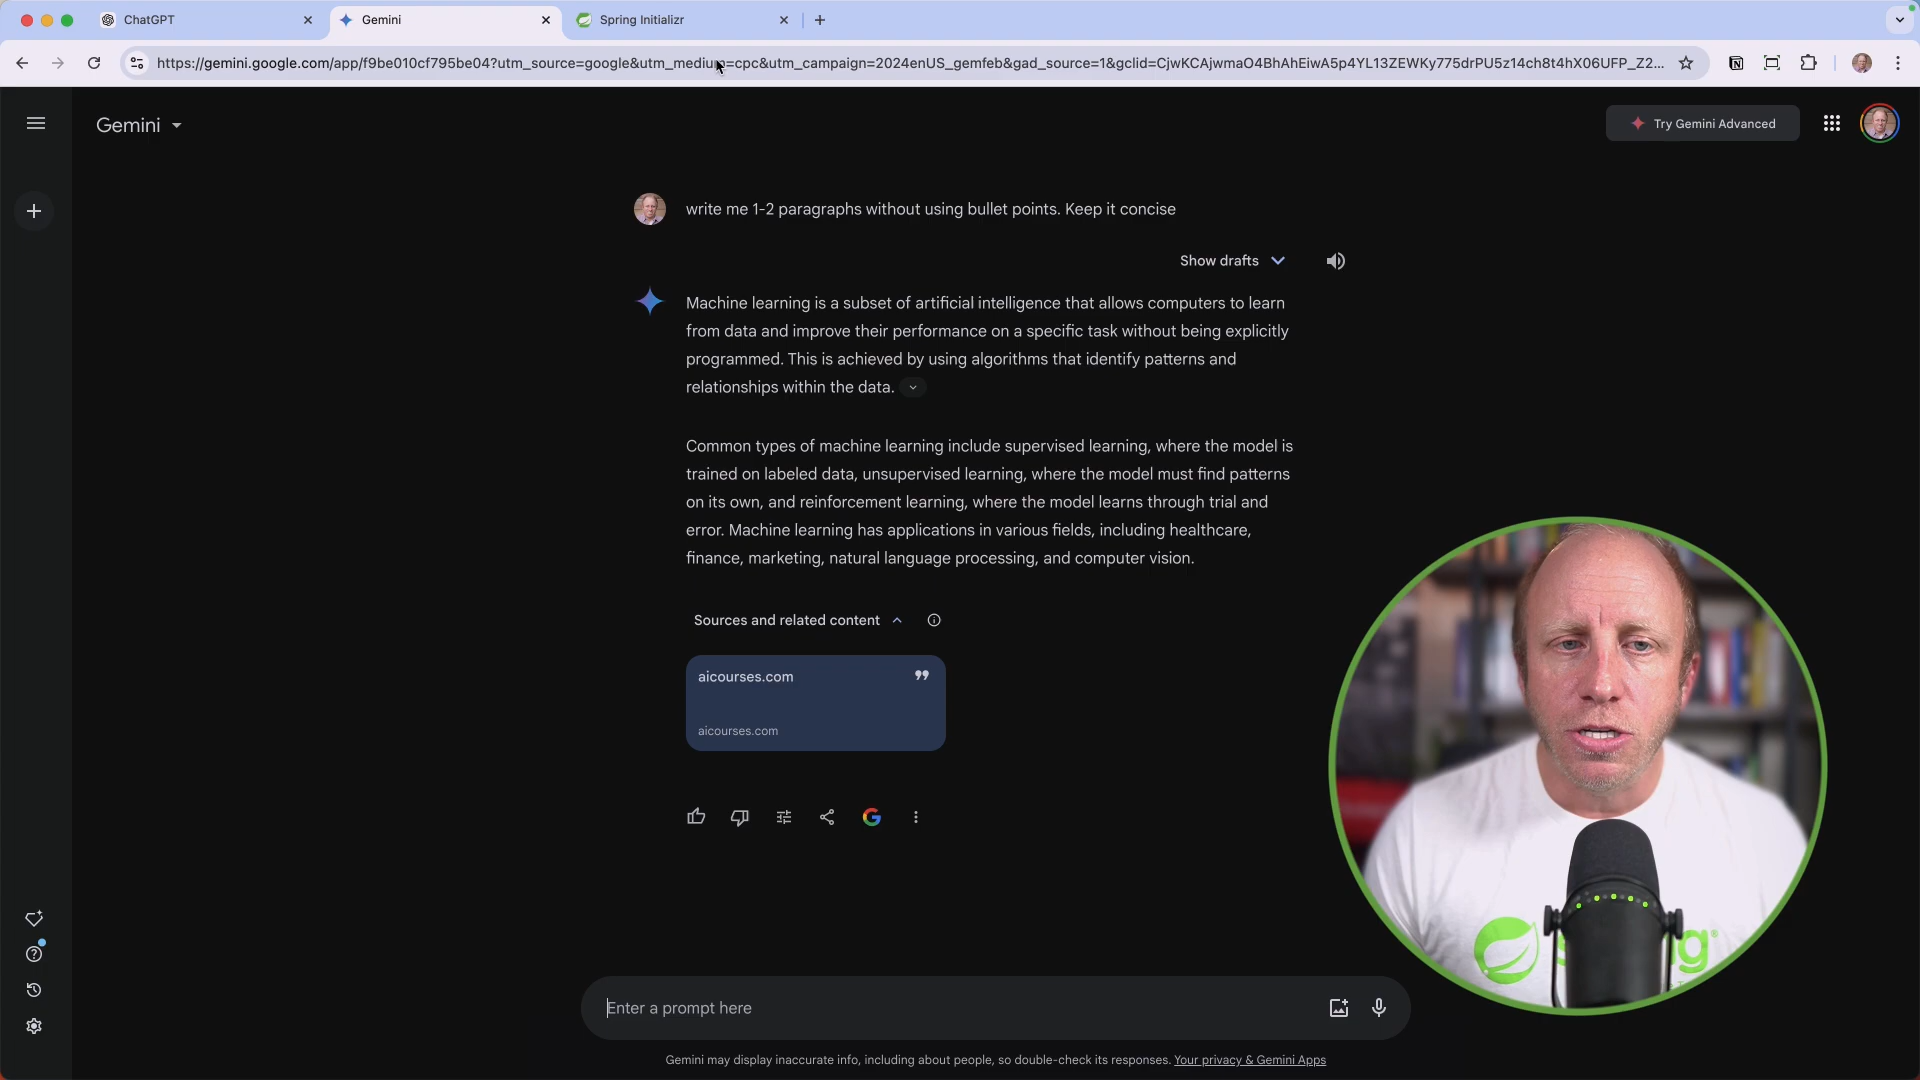 ChatGPT
Gemini
Spring Initializr
https://gemini.google.com/app/f9be010cf795be04?utm_source=google&utm_medium=cpc&utm_campaign=2024enUS_gemfeb&gad_source=1&gclid=CjwKCAjwmaO4BhAhEiwA5p4YL13ZEWKy775drPU5z14ch8t4hX06UFP_Z2...
Gemini
Try Gemini Advanced
write me 1-2 paragraphs without using bullet points. Keep it concise
Show drafts
Machine learning is a subset of artificial intelligence that allows computers to learn
from data and improve their performance on a specific task without being explicitly
programmed. This is achieved by using algorithms that identify patterns and
relationships within the data.
Common types of machine learning include supervised learning, where the model is
trained on labeled data, unsupervised learning, where the model must find patterns
on its own, and reinforcement learning, where the model learns through trial and
error. Machine learning has applications in various fields, including healthcare,
finance, marketing, natural language processing, and computer vision.
Sources and related content
aicourses.com
aicourses.com
Enter a prompt here
Gemini may display inaccurate info, including about people, so double-check its responses. Your privacy & Gemini Apps